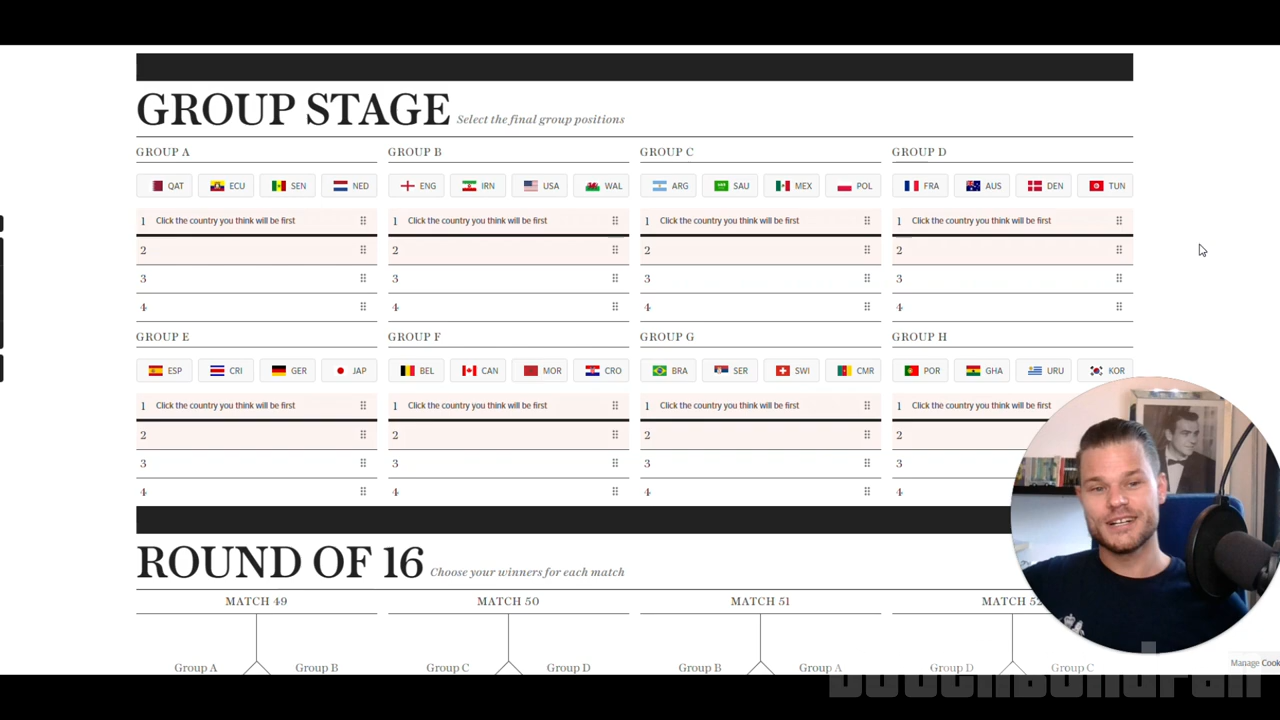 GROUP STAGE Select the final group positions
GROUP A GROUP B GROUP C GROUP D
QAT ECU SEN NED ENG IRN USA WAL ARG SAU MEX POL FRA AUS DEN TUN
1 Click the country you think will be first 1 Click the country you think will be first 1 Click the country you think will be first 1 Click the country you think will be first
2 2 2 2
3 3 3 3
4 4 4 4
GROUP E GROUP F GROUP G GROUP H
ESP CRI GER JAP BEL CAN MOR CRO BRA SER SWI CMR POR GHA URU KOR
1 Click the country you think will be first 1 Click the country you think will be first 1 Click the country you think will be first 1 Click the country you think will be first
2 2 2 2
3 3 3 3
4 4 4 4
ROUND OF 16 Choose your winners for each match
MATCH 49 MATCH 50 MATCH 51 MATCH 52
Group A Group B Group C Group D Group B Group A Group D Group C
Manage Cook